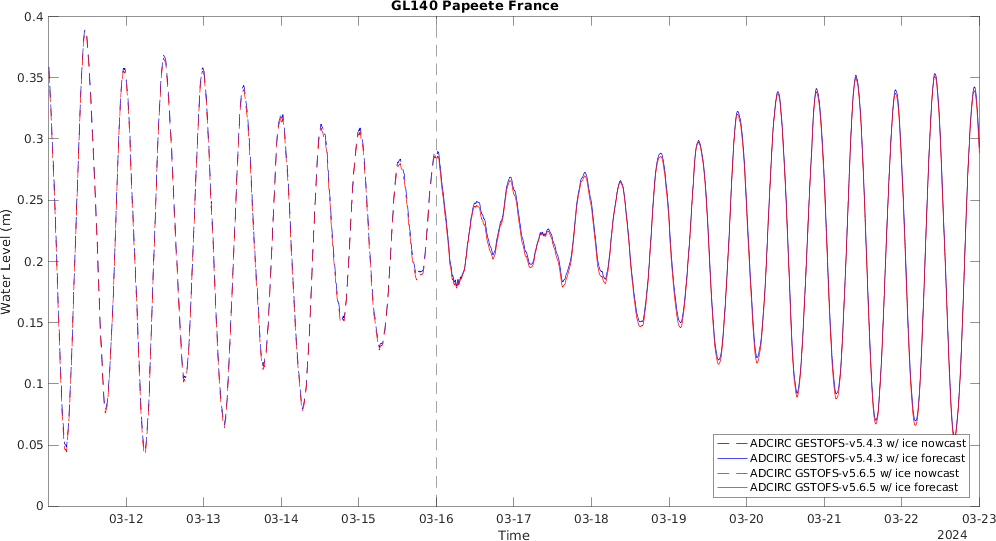 GL140 Papeete France
0.4
0.35
0.3
0.25
0.2
0.15
0.1
0.05
0
Water Level (m)
ADCIRC GESTOFS-v5.4.3 w/ ice nowcast
ADCIRC GESTOFS-v5.4.3 w/ ice forecast
ADCIRC GSTOFS-v5.6.5 w/ ice nowcast
ADCIRC GSTOFS-v5.6.5 w/ ice forecast
03-12 03-13 03-14 03-15 03-16 03-17 03-18 03-19 03-20 03-21 03-22 03-23
Time
2024